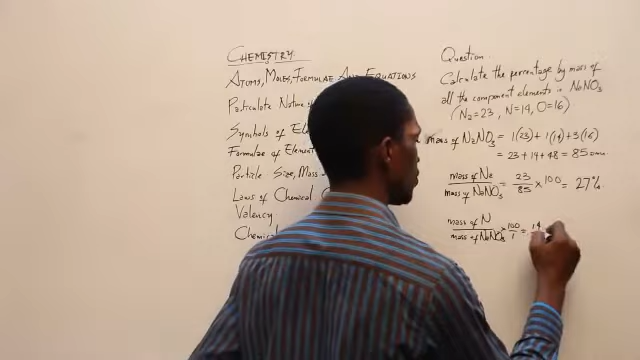 CHEMISTRY
ATOMS, MOLES, FORMULAE AND EQUATIONS
Particulate Nature
Symbols of
Formulae of
Particle Size, Mass
Laws of Chemical
Valency
Question
Calculate the percentage by mass of
all the component elements in NaNO3
(Na=23, N=14, O=16)
mass of NaNO3 = 1(23) + 1(14) + 3(16)
= 23 + 14 + 48 = 85 amu
mass of Na / mass of NaNO3 = 23/85 × 100 = 27%
mass of N / mass of NaNO3 × 100/1 = 14